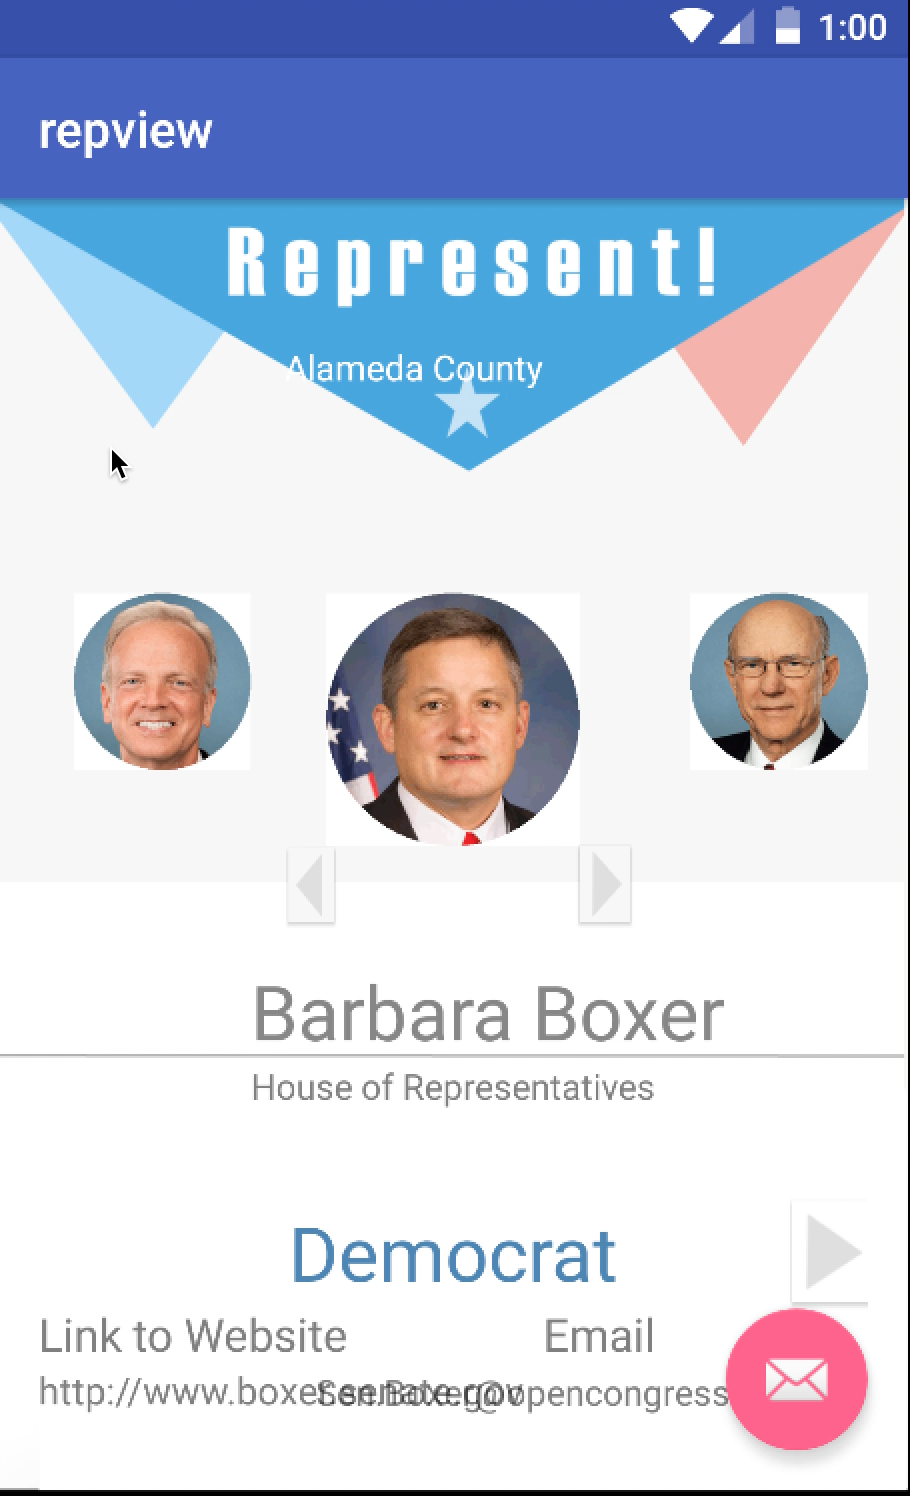 1:00
repview
Represent!
Alameda County
Barbara Boxer
House of Representatives
Democrat
Link to Website
Email
http://www.boxer.senate.gov
Sen.Boxer@opencongress